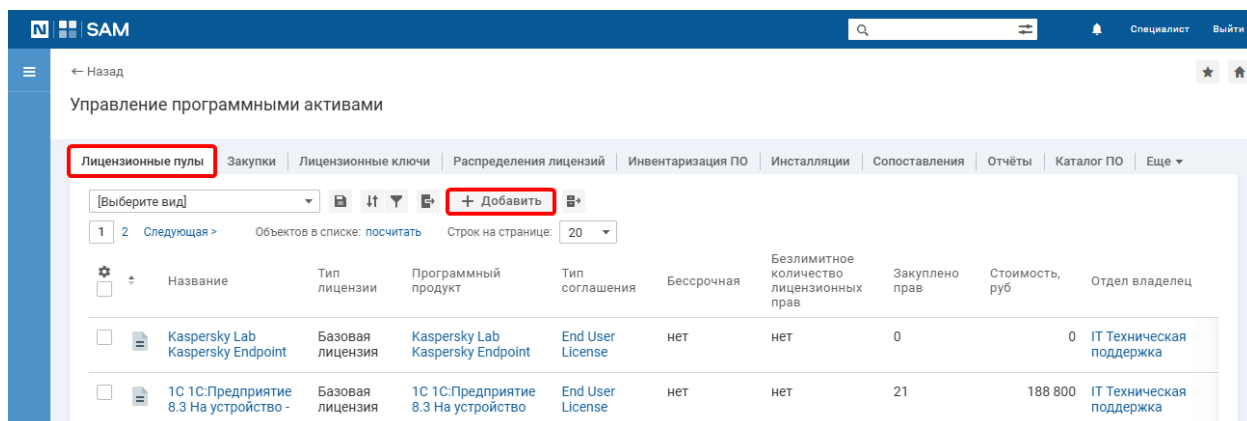 N SAM Специалист Выйти
← Назад
Управление программными активами
Лицензионные пулы Закупки Лицензионные ключи Распределения лицензий Инвентаризация ПО Инсталляции Сопоставления Отчёты Каталог ПО Еще
[Выберите вид] + Добавить
1 2 Следующая > Объектов в списке: посчитать Строк на странице: 20
Название
Тип
лицензии
Программный
продукт
Тип
соглашения
Бессрочная
Безлимитное
количество
лицензионных
прав
Закуплено
прав
Стоимость,
руб
Отдел владелец
Kaspersky Lab
Kaspersky Endpoint
Базовая
лицензия
Kaspersky Lab
Kaspersky Endpoint
End User
License
нет
нет
0
0
IT Техническая
поддержка
1С 1С:Предприятие
8.3 На устройство -
Базовая
лицензия
1С 1С:Предприятие
8.3 На устройство
End User
License
нет
нет
21
188 800
IT Техническая
поддержка